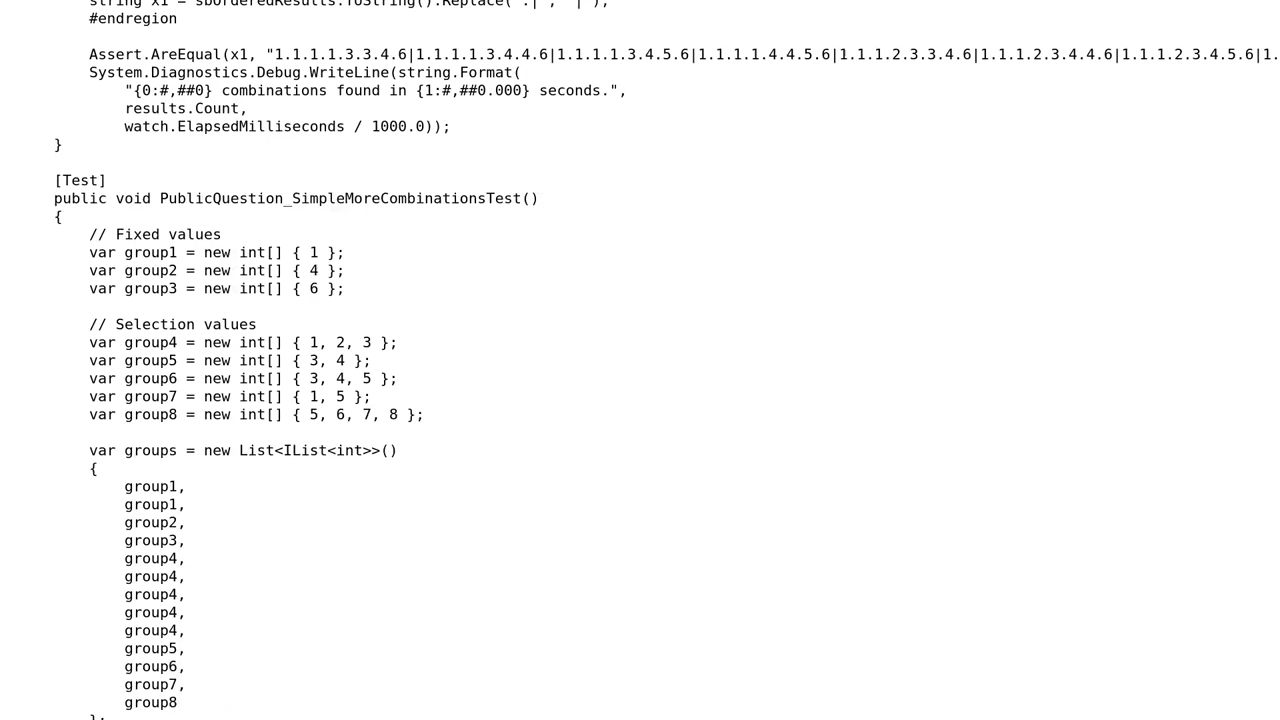 string x1 = sbOrderedResults.ToString().Replace(".|", "|");
#endregion
Assert.AreEqual(x1, "1.1.1.1.3.3.4.6|1.1.1.1.3.4.4.6|1.1.1.1.3.4.5.6|1.1.1.1.4.4.5.6|1.1.1.2.3.3.4.6|1.1.1.2.3.4.4.6|1.1.1.2.3.4.5.6|1.
System.Diagnostics.Debug.WriteLine(string.Format(
"{0:#,##0} combinations found in {1:#,##0.000} seconds.",
results.Count,
watch.ElapsedMilliseconds / 1000.0));
}
[Test]
public void PublicQuestion_SimpleMoreCombinationsTest()
{
// Fixed values
var group1 = new int[] { 1 };
var group2 = new int[] { 4 };
var group3 = new int[] { 6 };
// Selection values
var group4 = new int[] { 1, 2, 3 };
var group5 = new int[] { 3, 4 };
var group6 = new int[] { 3, 4, 5 };
var group7 = new int[] { 1, 5 };
var group8 = new int[] { 5, 6, 7, 8 };
var groups = new List<IList<int>>()
{
group1,
group1,
group2,
group3,
group4,
group4,
group4,
group4,
group4,
group5,
group6,
group7,
group8
};